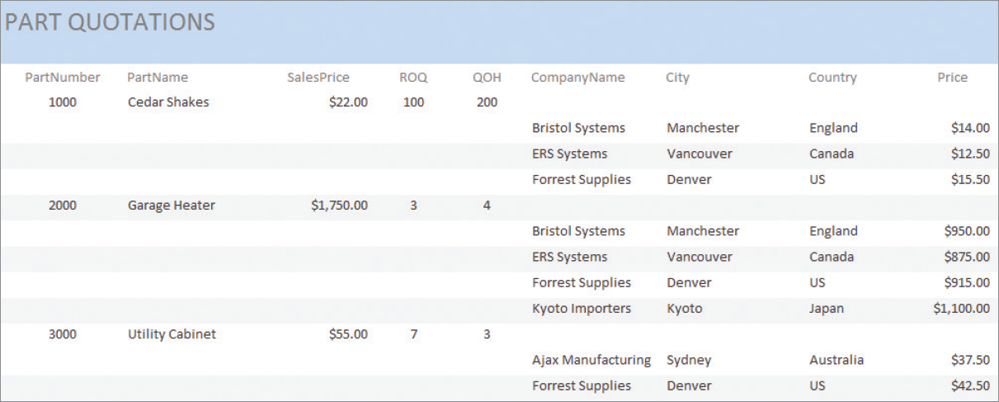 PART QUOTATIONS
PartNumber PartName SalesPrice ROQ QOH CompanyName City Country Price
1000 Cedar Shakes $22.00 100 200
Bristol Systems Manchester England $14.00
ERS Systems Vancouver Canada $12.50
Forrest Supplies Denver US $15.50
2000 Garage Heater $1,750.00 3 4
Bristol Systems Manchester England $950.00
ERS Systems Vancouver Canada $875.00
Forrest Supplies Denver US $915.00
Kyoto Importers Kyoto Japan $1,100.00
3000 Utility Cabinet $55.00 7 3
Ajax Manufacturing Sydney Australia $37.50
Forrest Supplies Denver US $42.50